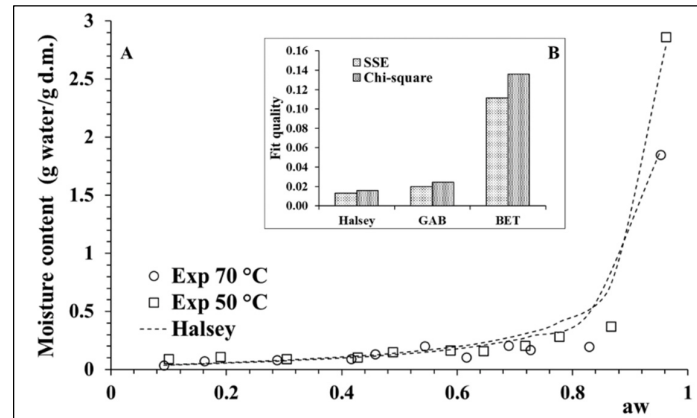 A
B
Moisture content (g water/g d.m.)
3
2.5
2
1.5
1
0.5
0
0.16
0.14
0.12
0.10
0.08
0.06
0.04
0.02
0.00
Fit quality
SSE
Chi-square
Halsey GAB BET
Exp 70 °C
Exp 50 °C
Halsey
0 0.2 0.4 0.6 0.8 1
aw